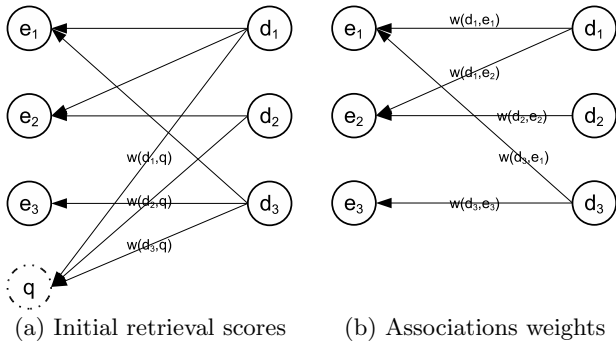 e₁ d₁ e₁ w(d₁,e₁) d₁
w(d₁,e₂)
e₂ d₂ e₂ w(d₂,e₂) d₂
w(d₁,q) w(d₃,e₁)
e₃ w(d₂,q) d₃ e₃ w(d₃,e₃) d₃
w(d₃,q)
q
(a) Initial retrieval scores (b) Associations weights